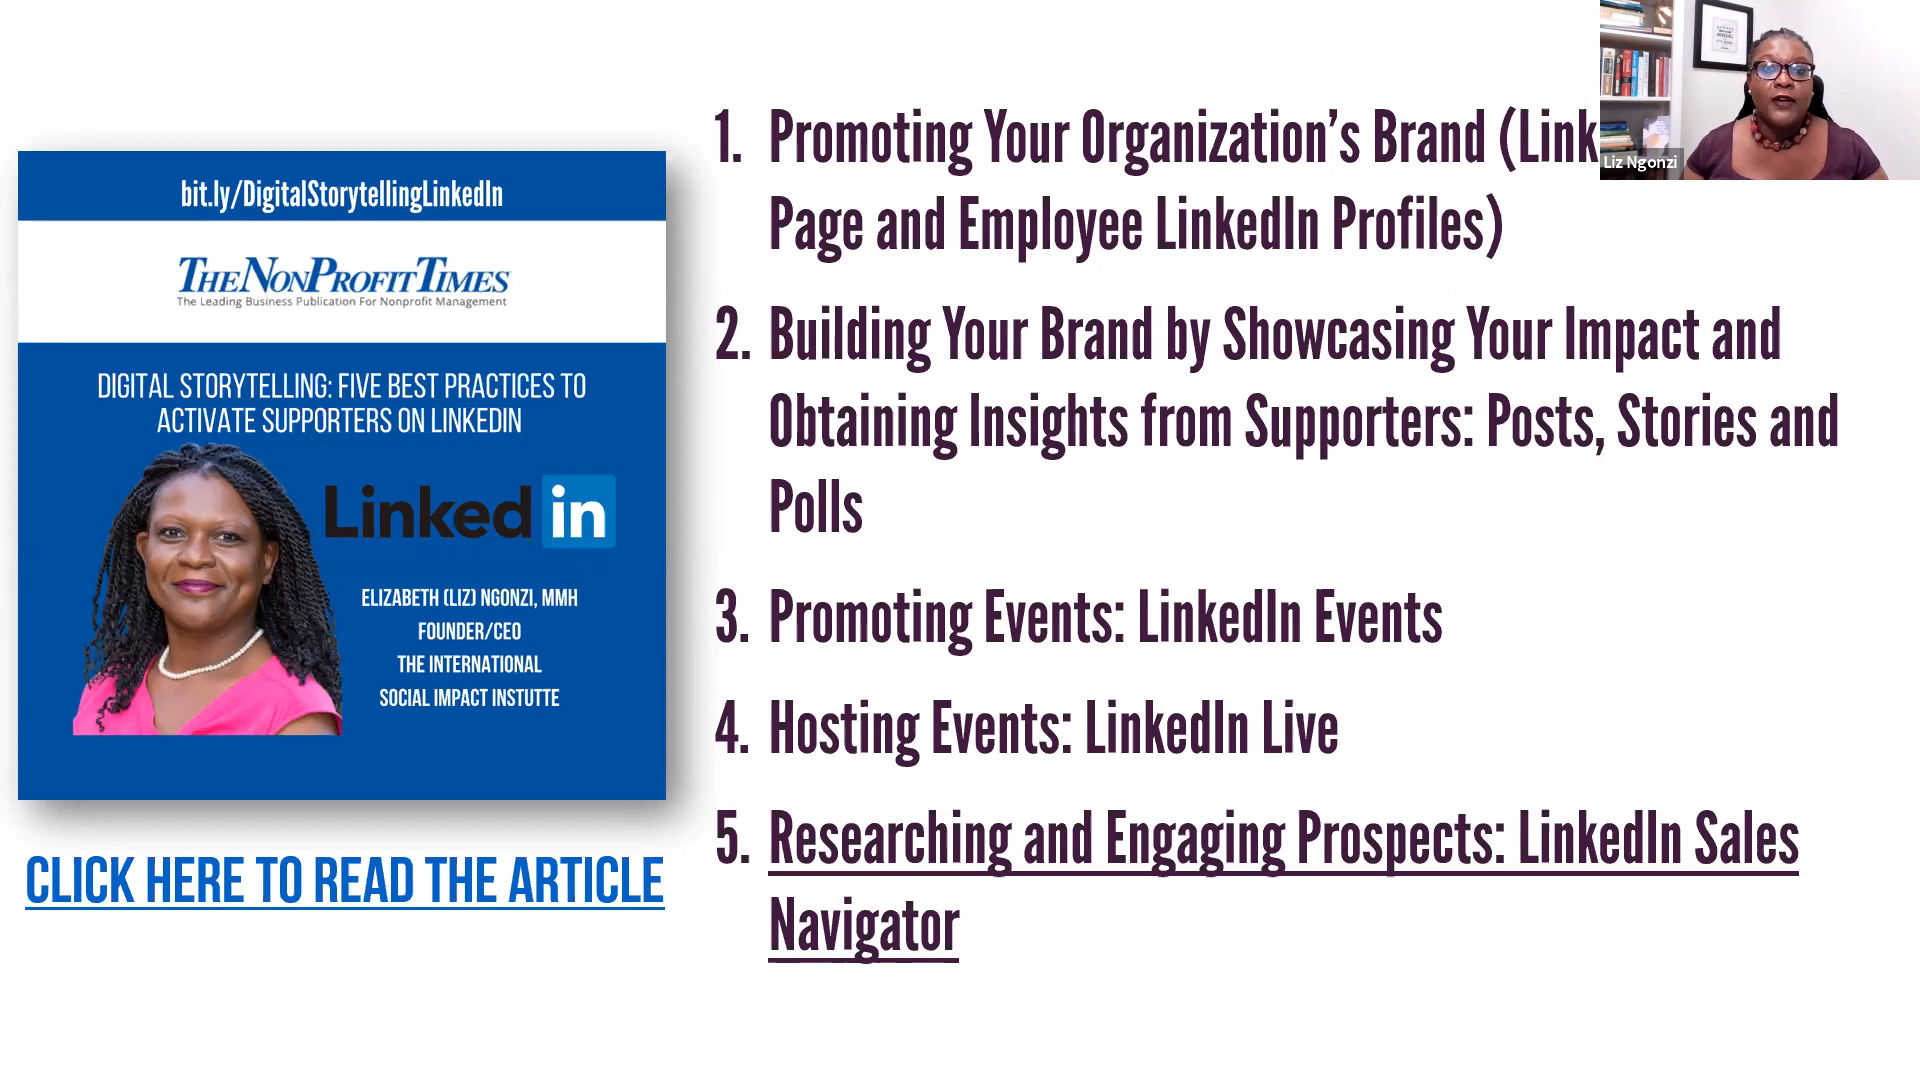 bit.ly/DigitalStorytellingLinkedIn
THE NONPROFIT TIMES
The Leading Business Publication For Nonprofit Management
DIGITAL STORYTELLING: FIVE BEST PRACTICES TO
ACTIVATE SUPPORTERS ON LINKEDIN
Linked in
ELIZABETH (LIZ) NGONZI, MMH
FOUNDER/CEO
THE INTERNATIONAL
SOCIAL IMPACT INSTUTTE
CLICK HERE TO READ THE ARTICLE
1. Promoting Your Organization’s Brand (Link
Page and Employee LinkedIn Profiles)
2. Building Your Brand by Showcasing Your Impact and
Obtaining Insights from Supporters: Posts, Stories and
Polls
3. Promoting Events: LinkedIn Events
4. Hosting Events: LinkedIn Live
5. Researching and Engaging Prospects: LinkedIn Sales
Navigator
Liz Ngonzi